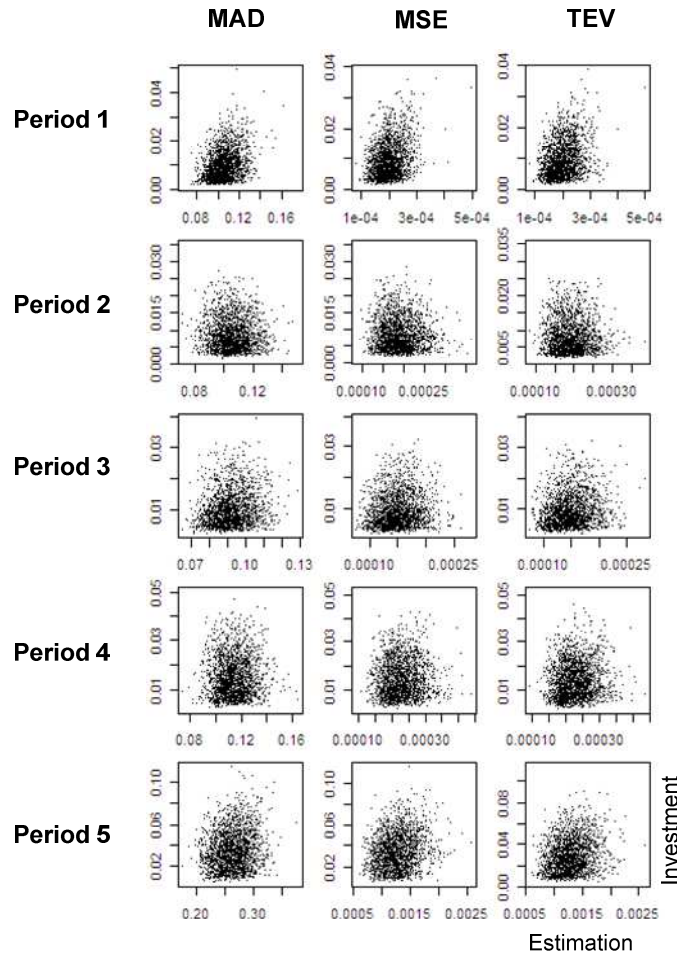 MAD MSE TEV
Period 1
0.00 0.02 0.04
0.08 0.12 0.16
0.00 0.02 0.04
1e-04 3e-04 5e-04
0.00 0.02 0.04
1e-04 3e-04 5e-04
Period 2
0.000 0.015 0.030
0.08 0.12
0.000 0.015 0.030
0.00010 0.00025
0.005 0.020 0.035
0.00010 0.00030
Period 3
0.01 0.03
0.07 0.10 0.13
0.01 0.03
0.00010 0.00025
0.01 0.03
0.00010 0.00025
Period 4
0.01 0.03 0.05
0.08 0.12 0.16
0.01 0.03 0.05
0.00010 0.00030
0.01 0.03 0.05
0.00010 0.00030
Period 5
0.02 0.06 0.10
0.20 0.30
0.02 0.06 0.10
0.0005 0.0015 0.0025
0.00 0.04 0.08
0.0005 0.0015 0.0025
Investment
Estimation